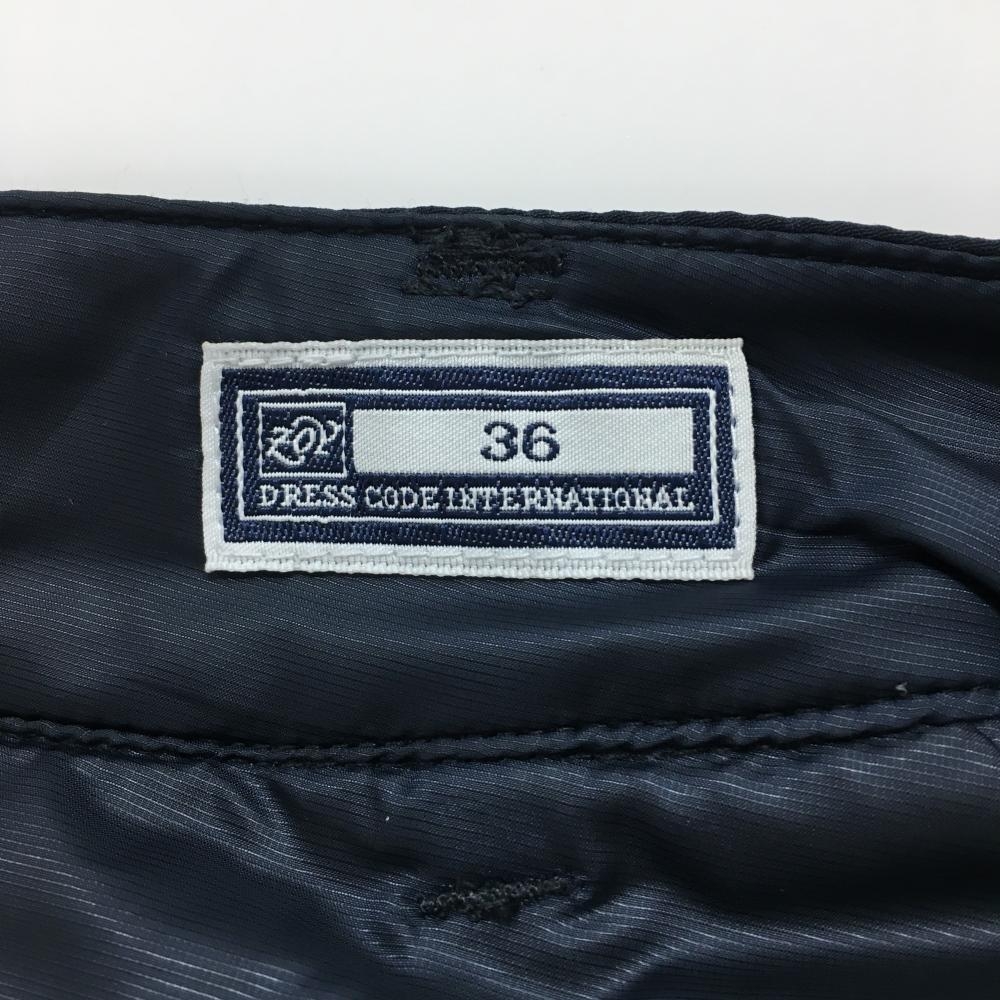 ZOY
36
DRESS CODE INTERNATIONAL